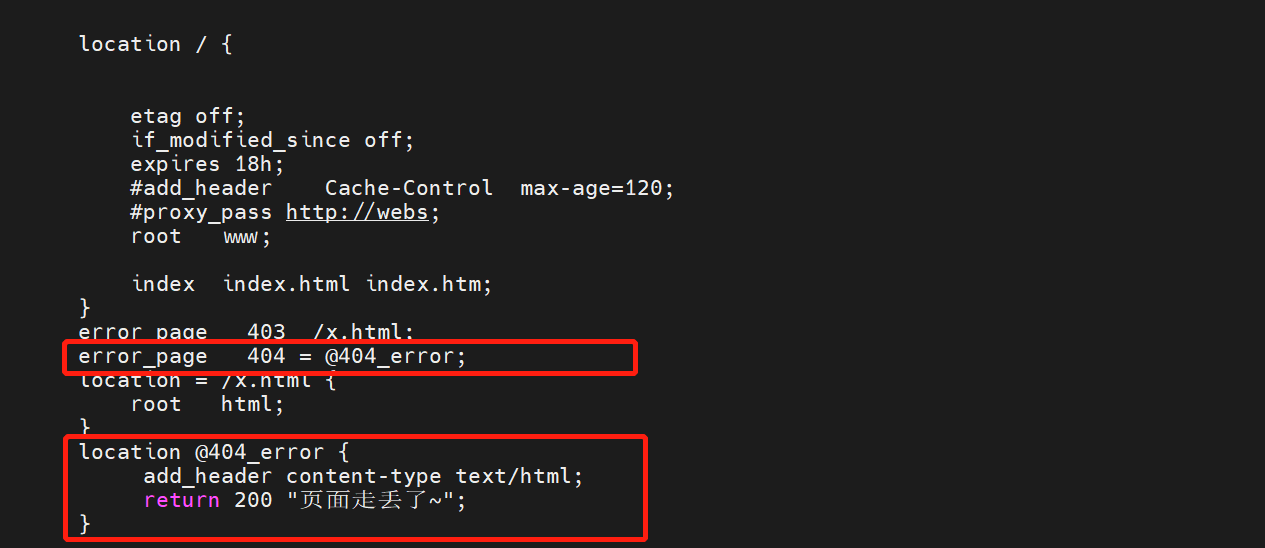 location / {
etag off;
if_modified_since off;
expires 18h;
#add_header    Cache-Control  max-age=120;
#proxy_pass http://webs;
root   www;
index  index.html index.htm;
}
error_page   403  /x.html;
error_page   404 = @404_error;
location = /x.html {
root   html;
}
location @404_error {
add_header content-type text/html;
return 200 "页面走丢了~";
}